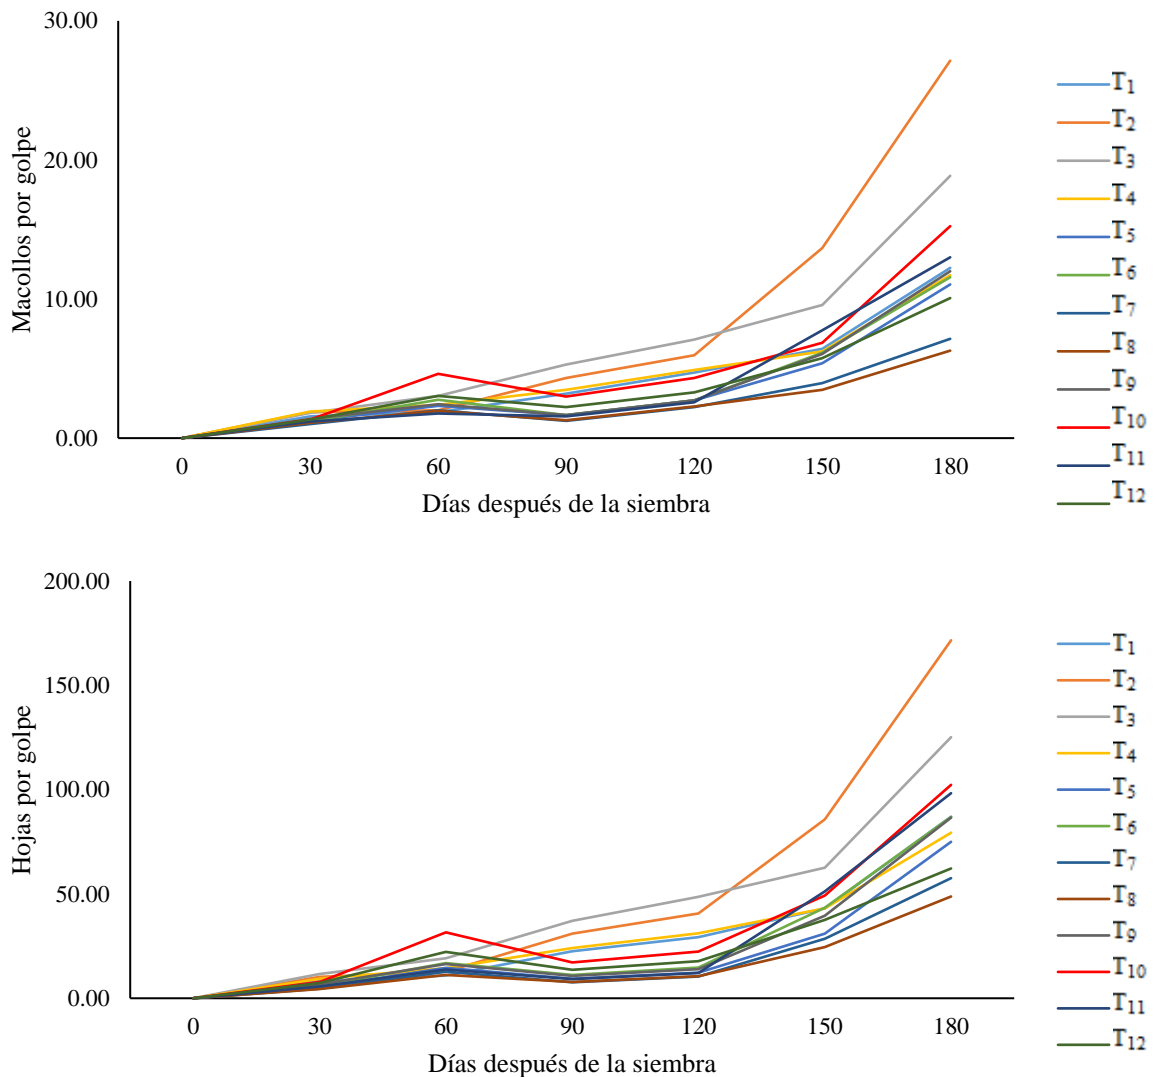 30.00
20.00
10.00
0.00
Macollos por golpe
0 30 60 90 120 150 180
Días después de la siembra
T1
T2
T3
T4
T5
T6
T7
T8
T9
T10
T11
T12
200.00
150.00
100.00
50.00
0.00
Hojas por golpe
0 30 60 90 120 150 180
Días después de la siembra
T1
T2
T3
T4
T5
T6
T7
T8
T9
T10
T11
T12